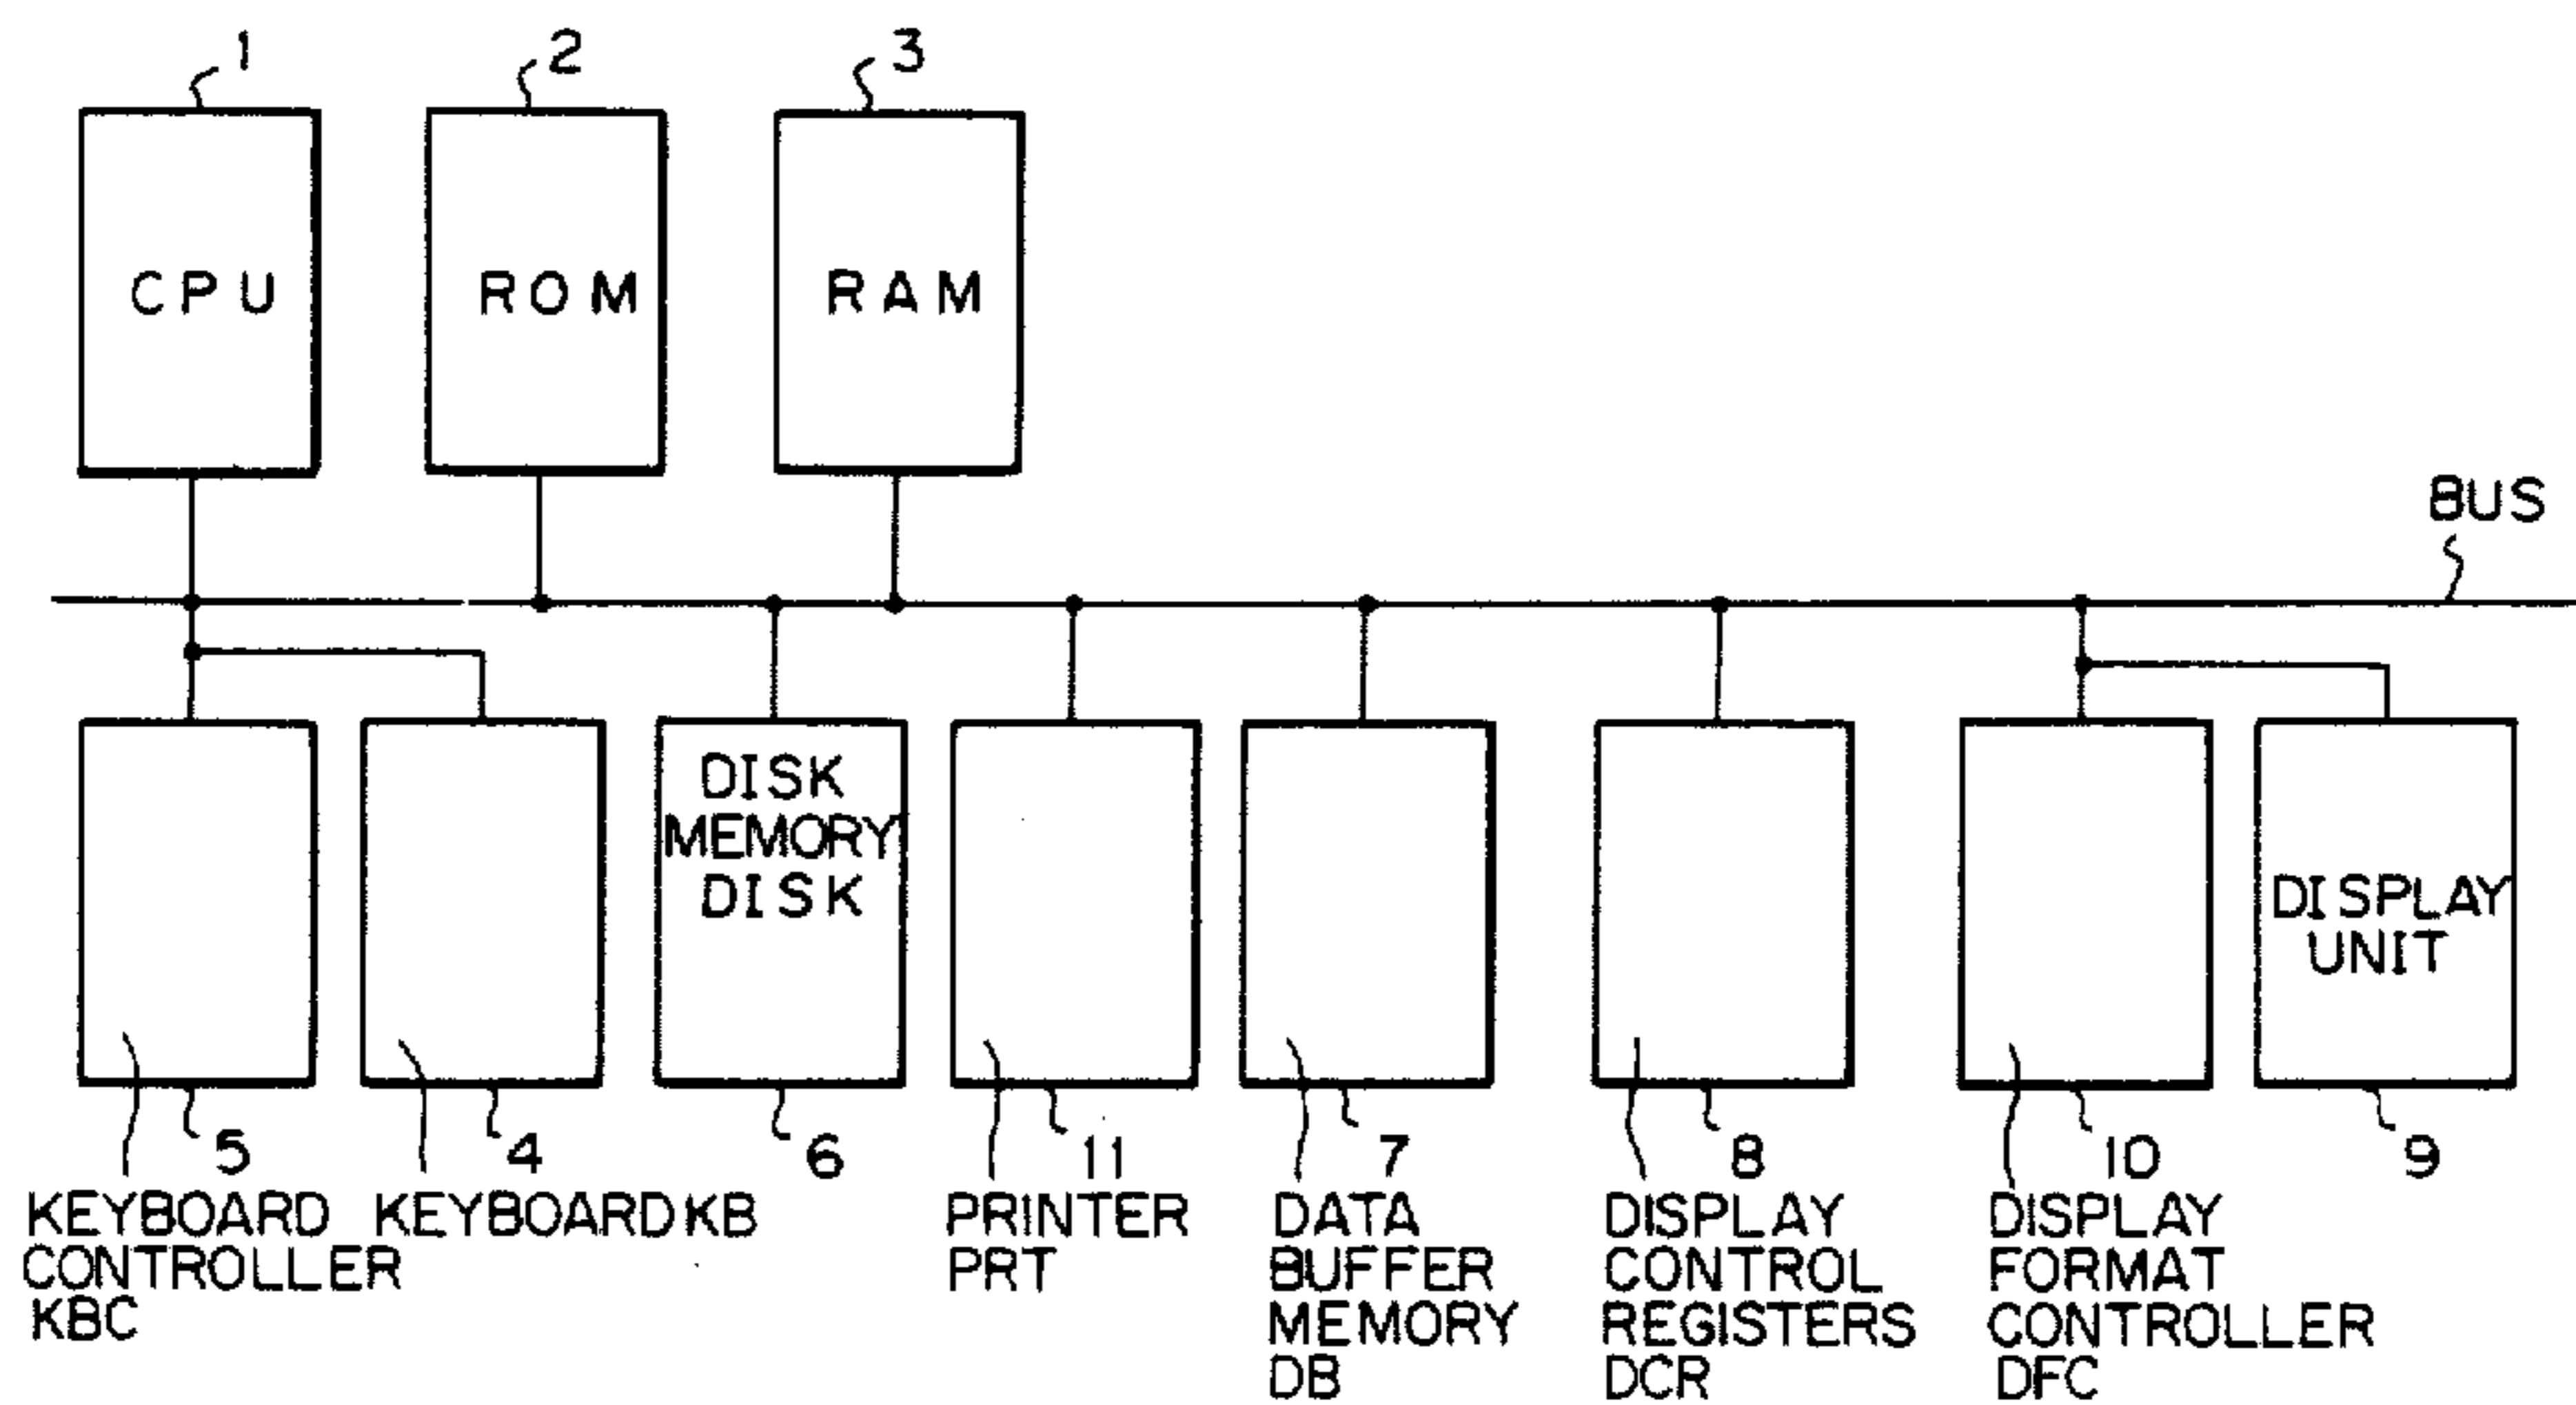 1
2
3
CPU
ROM
RAM
BUS
DISK
MEMORY
DISK
DISPLAY
UNIT
5
4
6
11
7
8
10
9
KEYBOARD
CONTROLLER
KBC
KEYBOARD KB
PRINTER
PRT
DATA
BUFFER
MEMORY
DB
DISPLAY
CONTROL
REGISTERS
DCR
DISPLAY
FORMAT
CONTROLLER
DFC